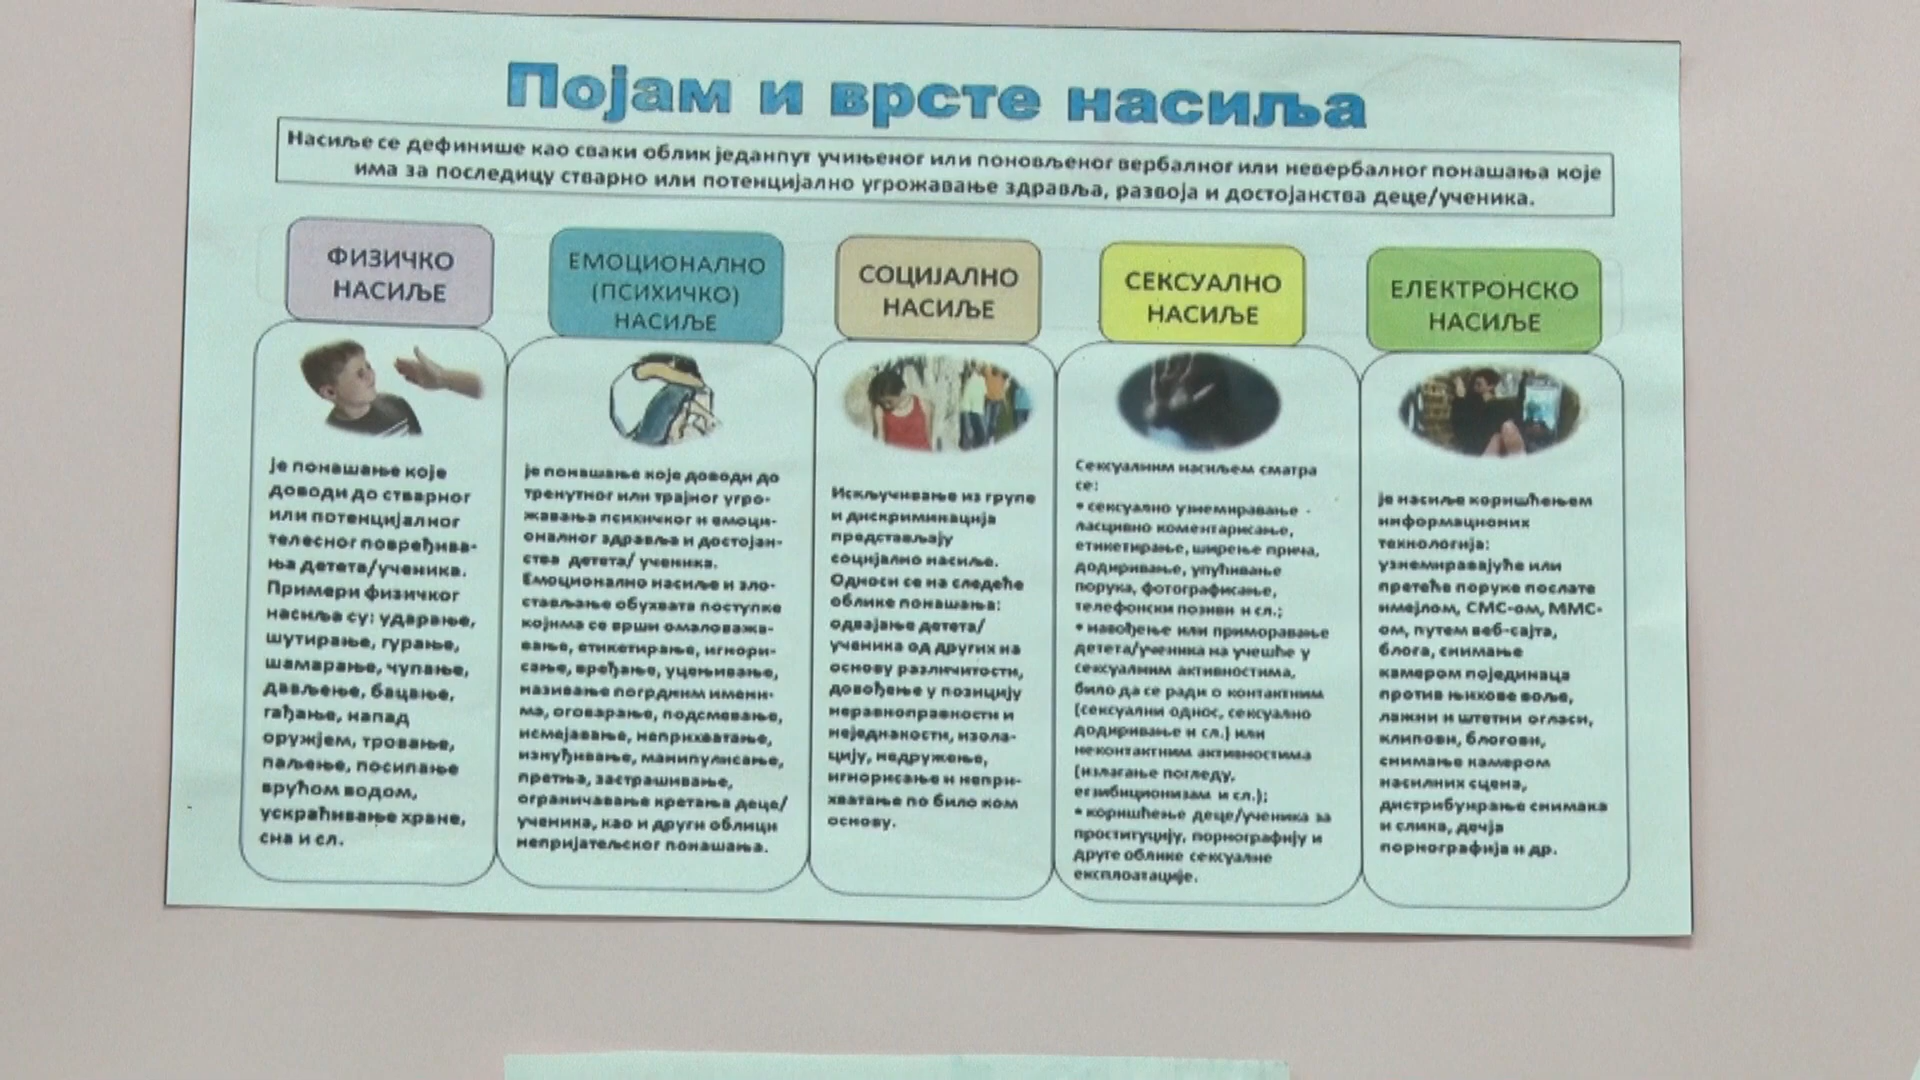 Појам и врсте насиља
Насиље се дефинише као сваки облик једанпут учињеног или поновљеног вербалног или невербалног понашања које
има за последицу стварно или потенцијално угрожавање здравља, развоја и достојанства деце/ученика.
ФИЗИЧКО
НАСИЉЕ
је понашање које
доводи до стварног
или потенцијалног
телесног повређива-
ња детета/ученика.
Примери физичког
насиља су: ударање,
шутирање, гурање,
шамарање, чупање,
дављење, бацање,
гађање, напад
оружјем, тровање,
паљење, посипање
врућом водом,
ускраћивање хране,
сна и сл.
ЕМОЦИОНАЛНО
(ПСИХИЧКО)
НАСИЉЕ
је понашање које доводи до
тренутног или трајног угро-
жавања психичког и емоци-
оналног здравља и достојан-
ства детета/ ученика.
Емоционално насиље и зло-
стављање обухвата поступке
којима се врши омаловажа-
вање, етикетирање, игнори-
сање, вређање, уцењивање,
називање погрдним имени-
ма, оговарање, подсмевање,
исмејавање, неприхватање,
изнуђивање, манипулисање,
претња, застрашивање,
ограничавање кретања деце/
ученика, као и други облици
непријатељског понашања.
СОЦИЈАЛНО
НАСИЉЕ
Искључивање из групе
и дискриминација
представљају
социјално насиље.
Односи се на следеће
облике понашања:
одвајање детета/
ученика од других на
основу различитости,
довођење у позицију
неравноправности и
неједнакости, изола-
цију, недружење,
игнорисање и непри-
хватање по било ком
основу.
СЕКСУАЛНО
НАСИЉЕ
Сексуалним насиљем сматра
се:
• сексуално узнемиравање -
ласцивно коментарисање,
етикетирање, ширење прича,
додиривање, упућивање
порука, фотографисање,
телефонски позиви и сл.;
• навођење или приморавање
детета/ученика на учешће у
сексуалним активностима,
било да се ради о контактним
(сексуални однос, сексуално
додиривање и сл.) или
неконтактним активностима
(излагање погледу,
егзибиционизам и сл.);
• коришћење деце/ученика за
проституцију, порнографију и
друге облике сексуалне
експлоатације.
ЕЛЕКТРОНСКО
НАСИЉЕ
је насиље коришћењем
информационих
технологија:
узнемиравајуће или
претеће поруке послате
имејлом, СМС-ом, ММС-
ом, путем веб-сајта,
блога, снимање
камером појединаца
против њихове воље,
лажни и штетни огласи,
клипови, блогови,
снимање камером
насилних сцена,
дистрибуирање снимака
и слика, дечја
порнографија и др.